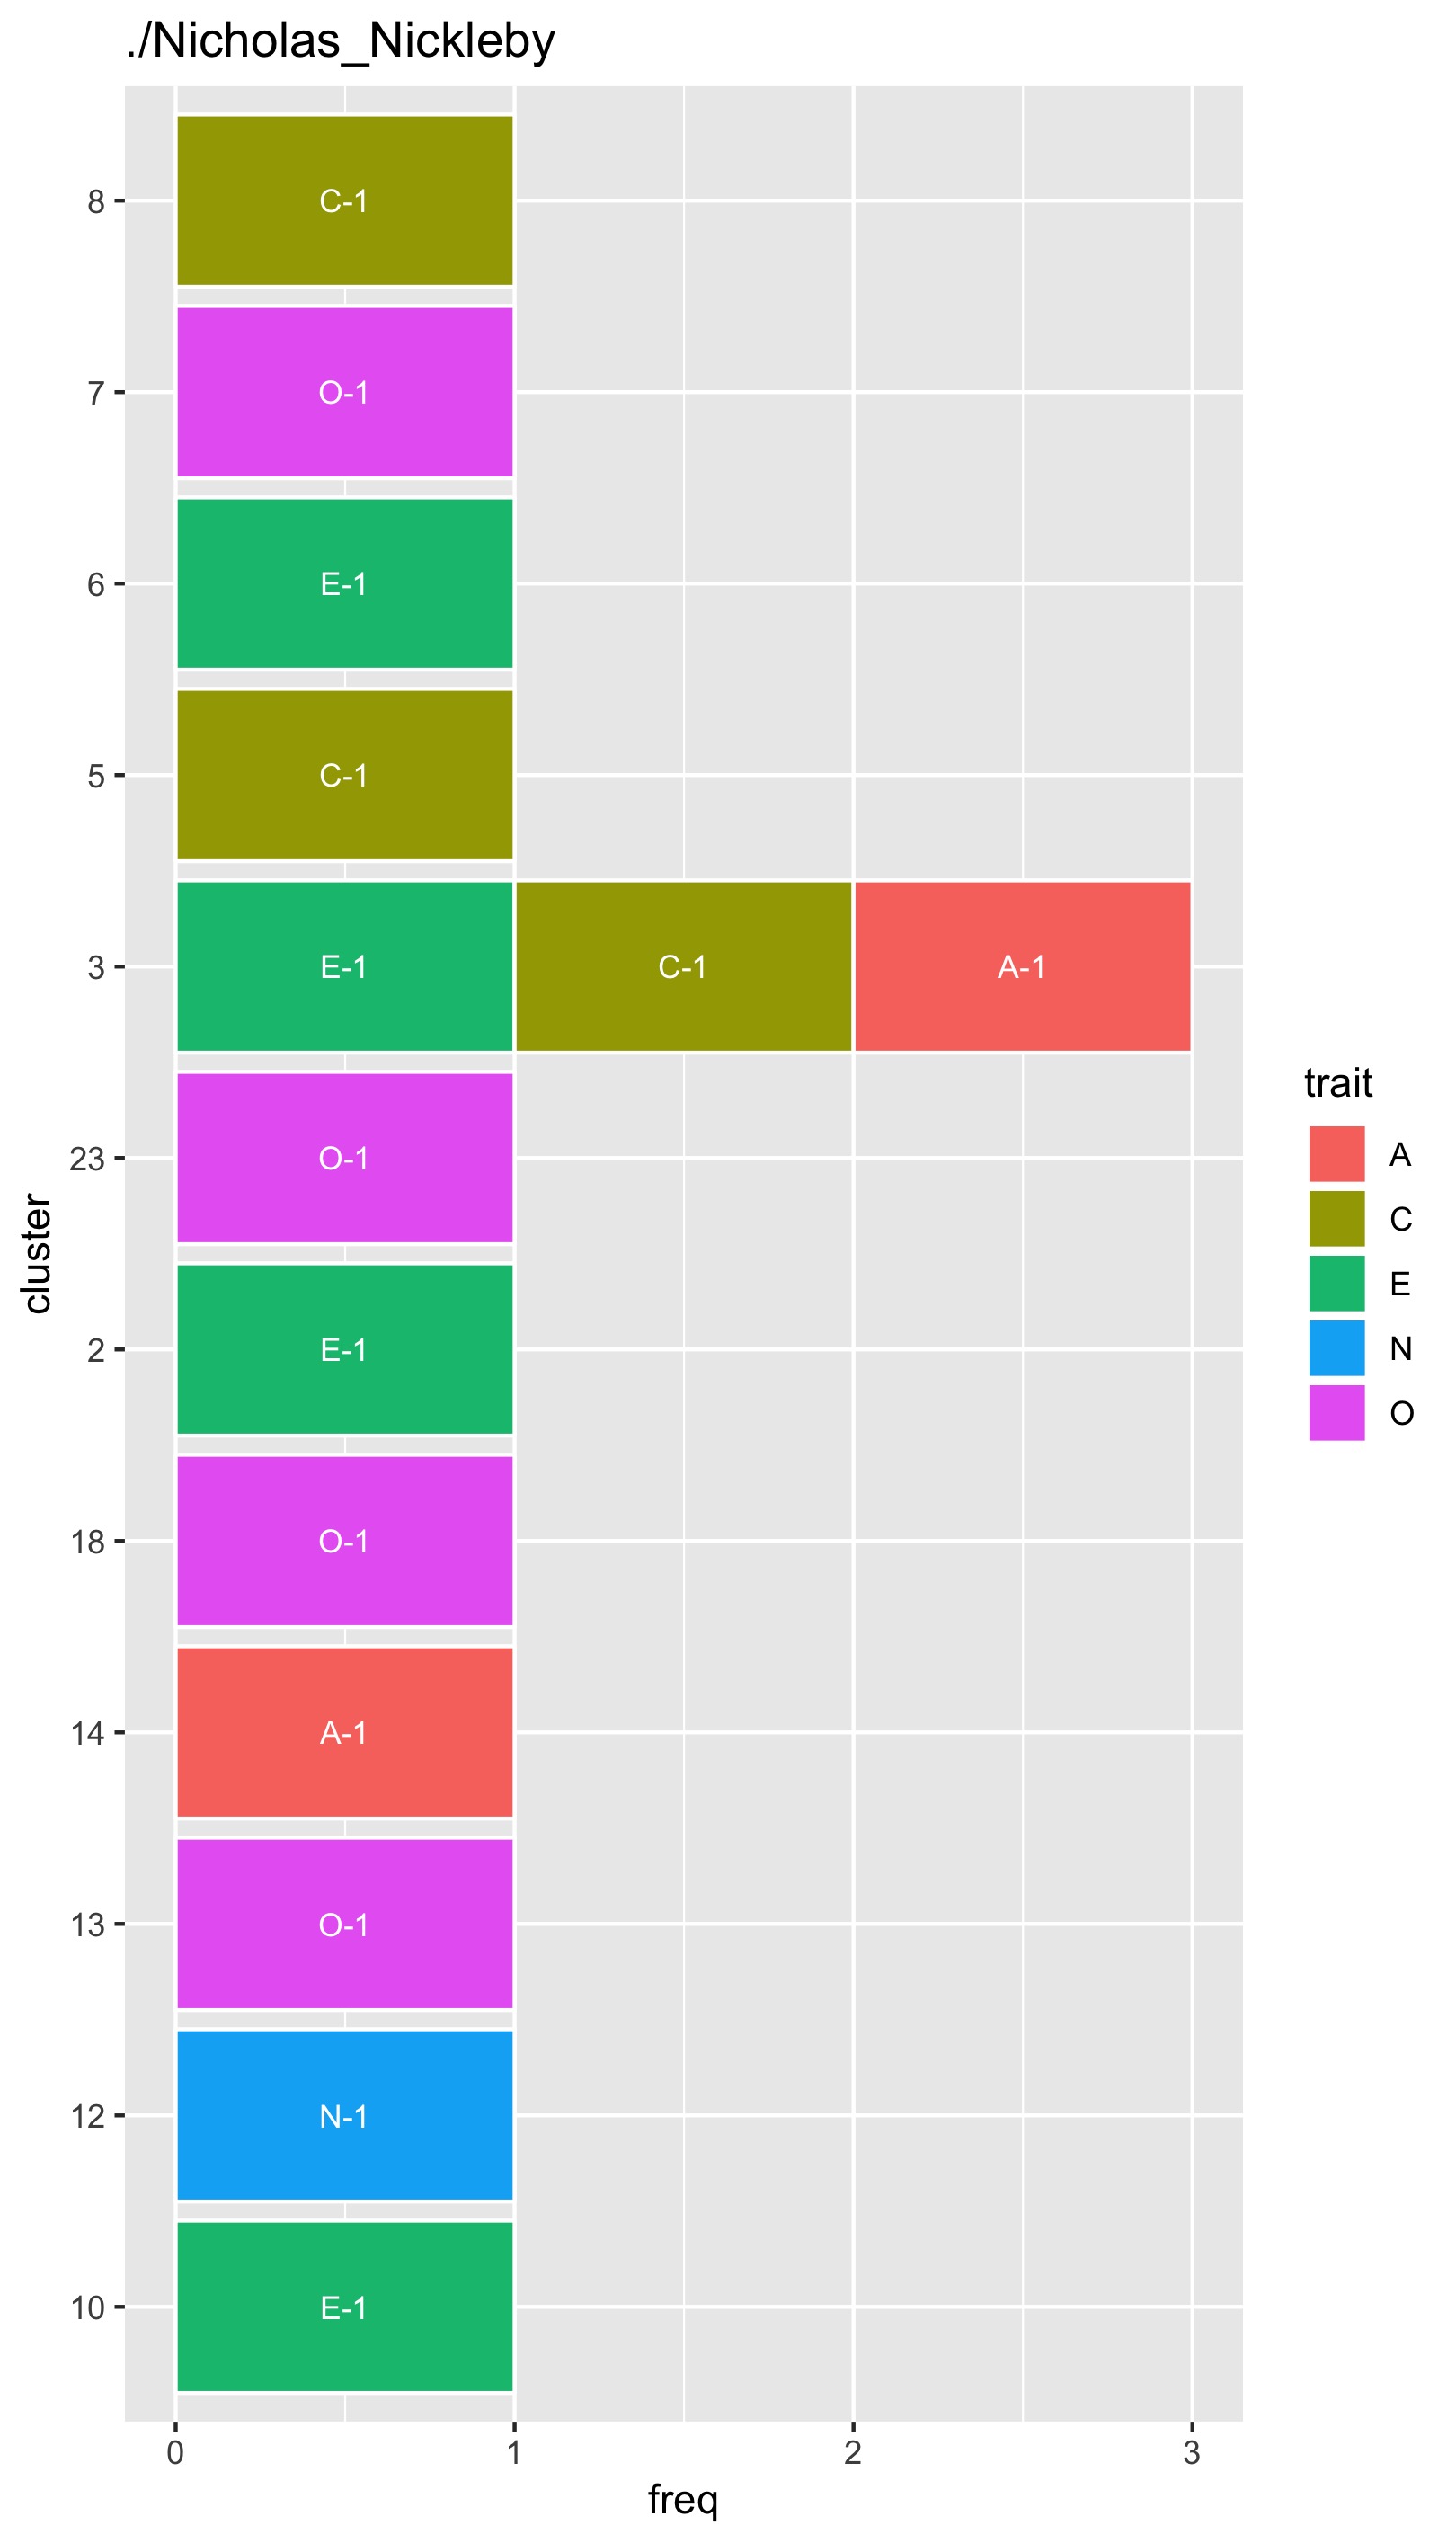 ./Nicholas_Nickleby
8
C-1
7
O-1
6
E-1
5
C-1
3
E-1 C-1 A-1
23
O-1
2
E-1
18
O-1
14
A-1
13
O-1
12
N-1
10
E-1
0 1 2 3
freq
cluster
trait
A
C
E
N
O